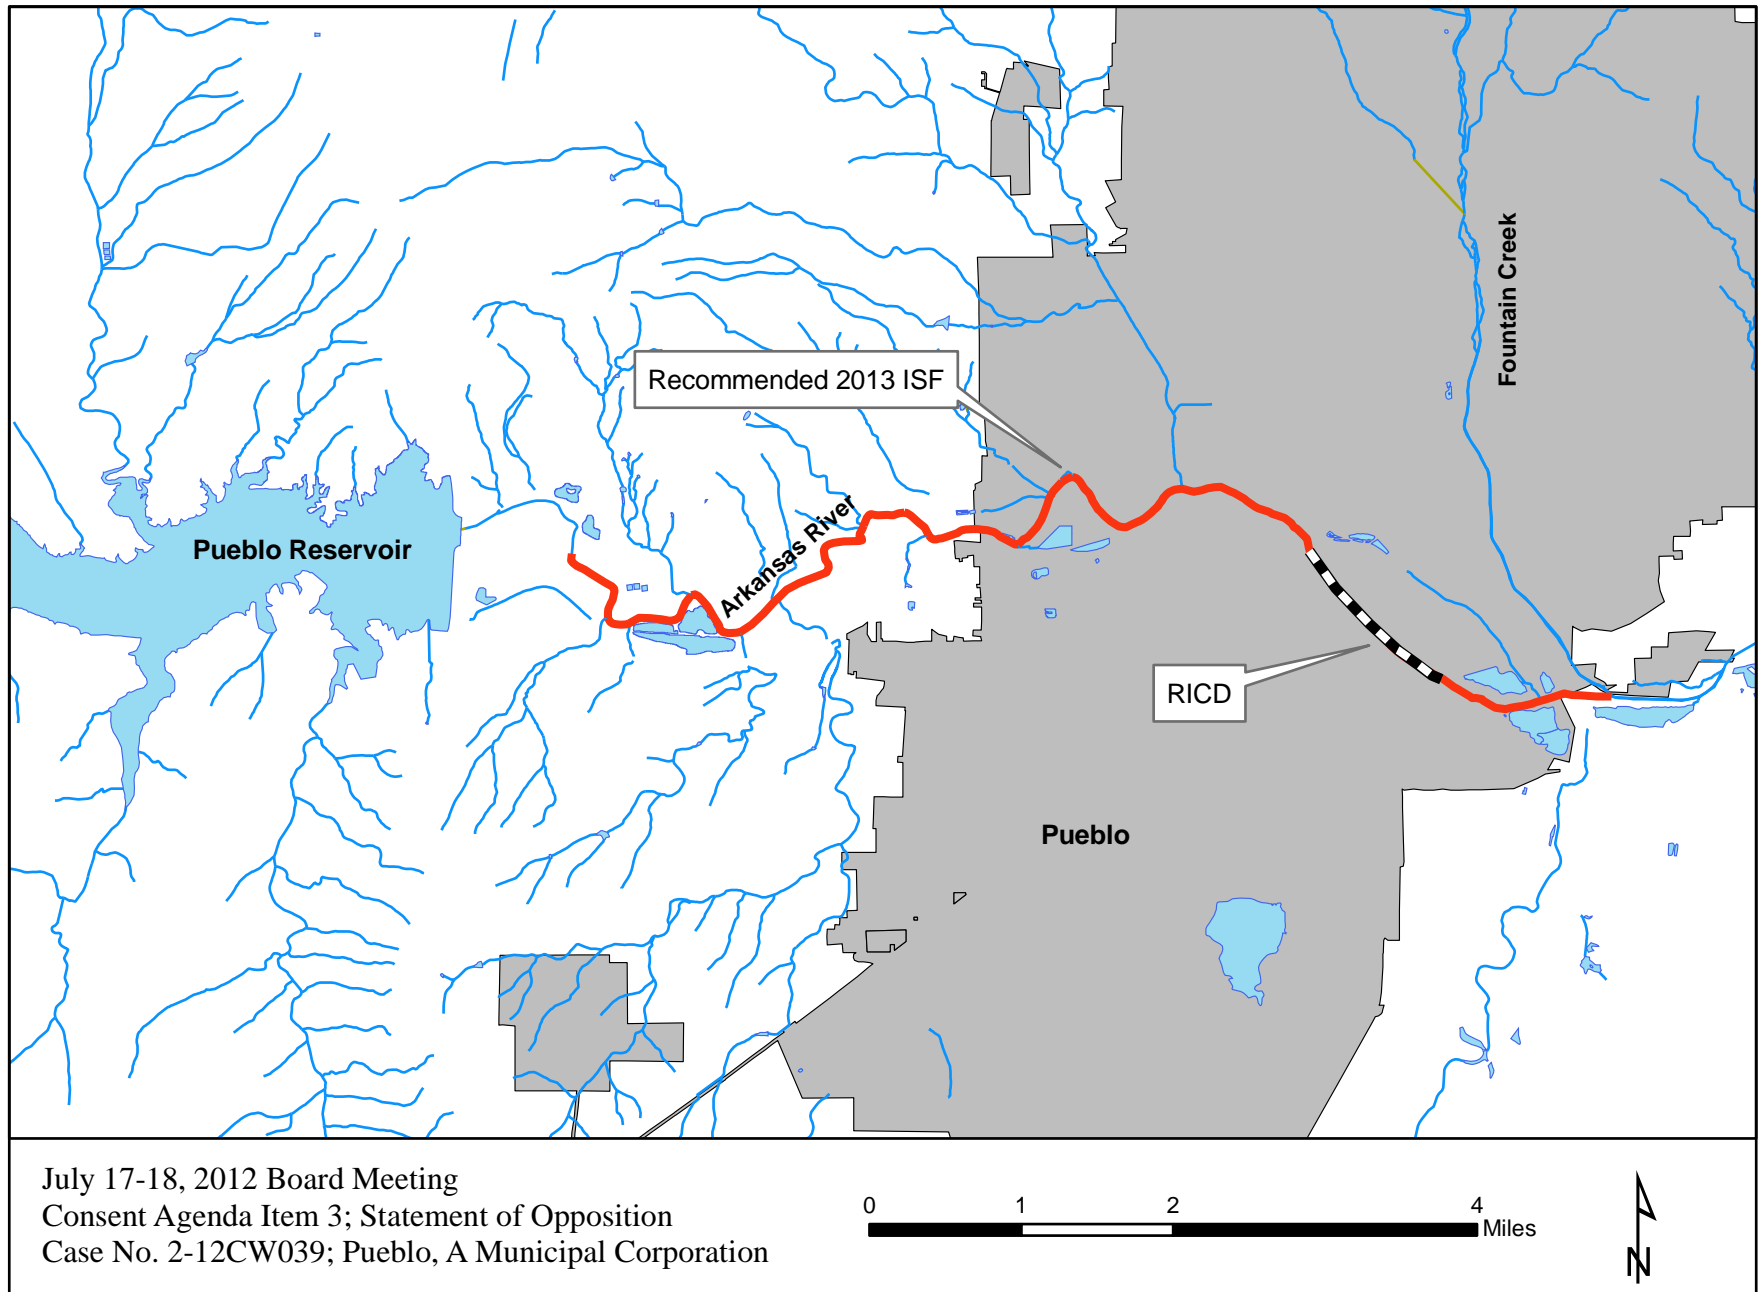 Fountain Creek
Recommended 2013 ISF
Arkansas River
Pueblo Reservoir
RICD
Pueblo
July 17-18, 2012 Board Meeting
Consent Agenda Item 3; Statement of Opposition
Case No. 2-12CW039; Pueblo, A Municipal Corporation
0 1 2 4
Miles
N